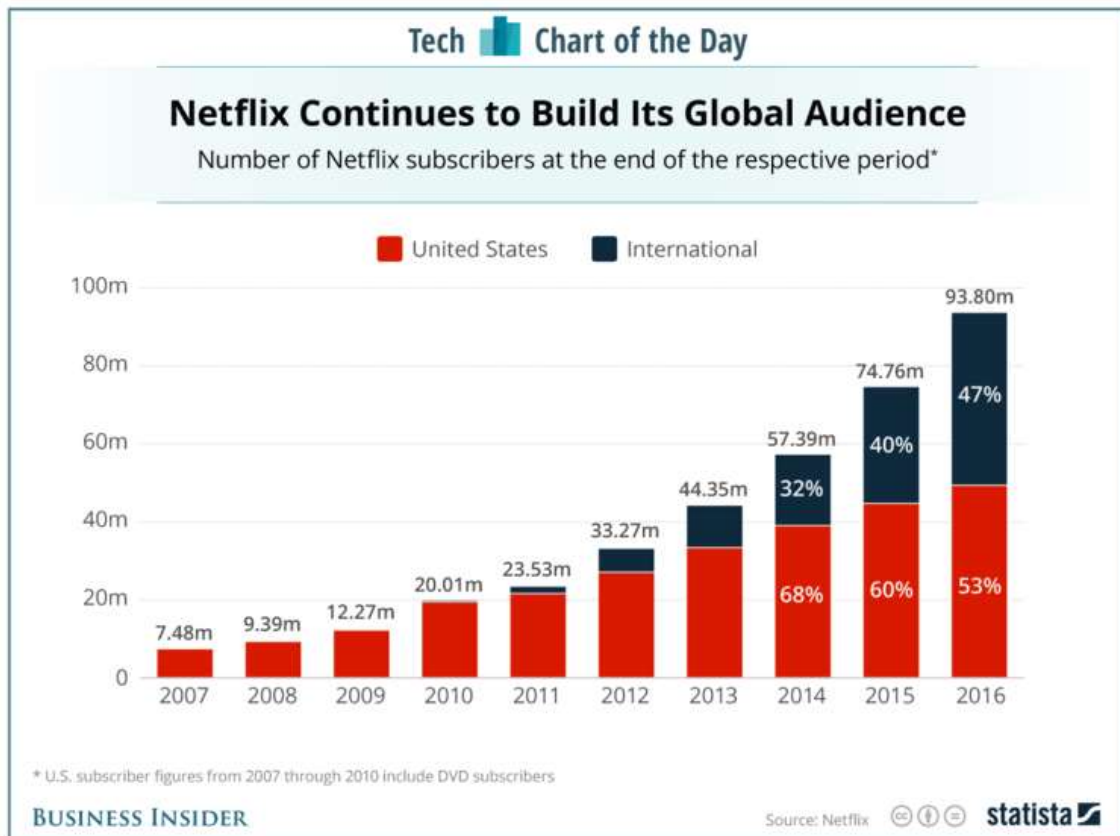 Tech Chart of the Day
Netflix Continues to Build Its Global Audience
Number of Netflix subscribers at the end of the respective period*
United States International
100m
80m
60m
40m
20m
0
7.48m
9.39m
12.27m
20.01m
23.53m
33.27m
44.35m
57.39m
32%
68%
74.76m
40%
60%
93.80m
47%
53%
2007 2008 2009 2010 2011 2012 2013 2014 2015 2016
* U.S. subscriber figures from 2007 through 2010 include DVD subscribers
BUSINESS INSIDER
Source: Netflix
statista